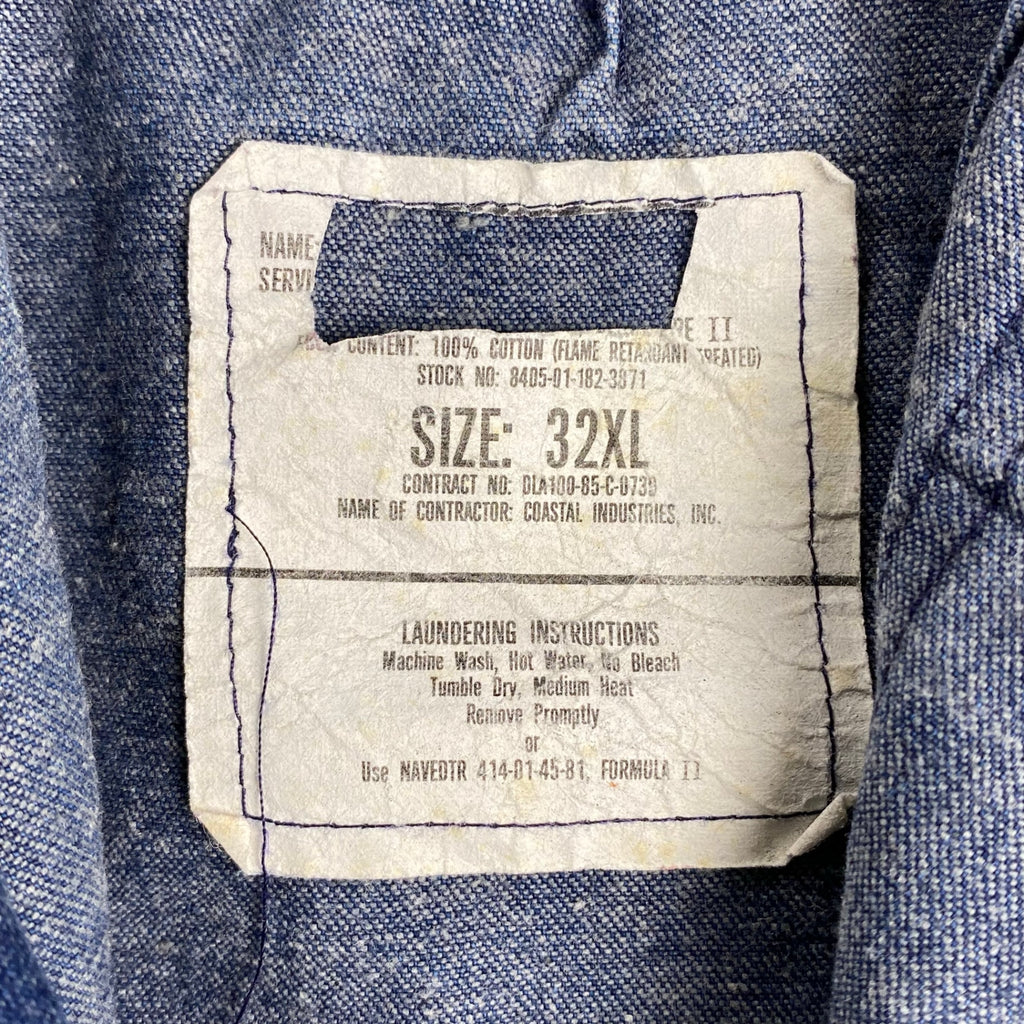 NAME
SERVI
PE II
CONTENT: 100% COTTON (FLAME RETARDANT TREATED)
STOCK NO: 8405-01-182-3871
SIZE: 32XL
CONTRACT NO: DLA100-85-C-0739
NAME OF CONTRACTOR: COASTAL INDUSTRIES, INC.
LAUNDERING INSTRUCTIONS
Machine Wash, Hot Water, No Bleach
Tumble Dry, Medium Heat
Remove Promptly
or
Use NAVEDTR 414-01-45-81, FORMULA II